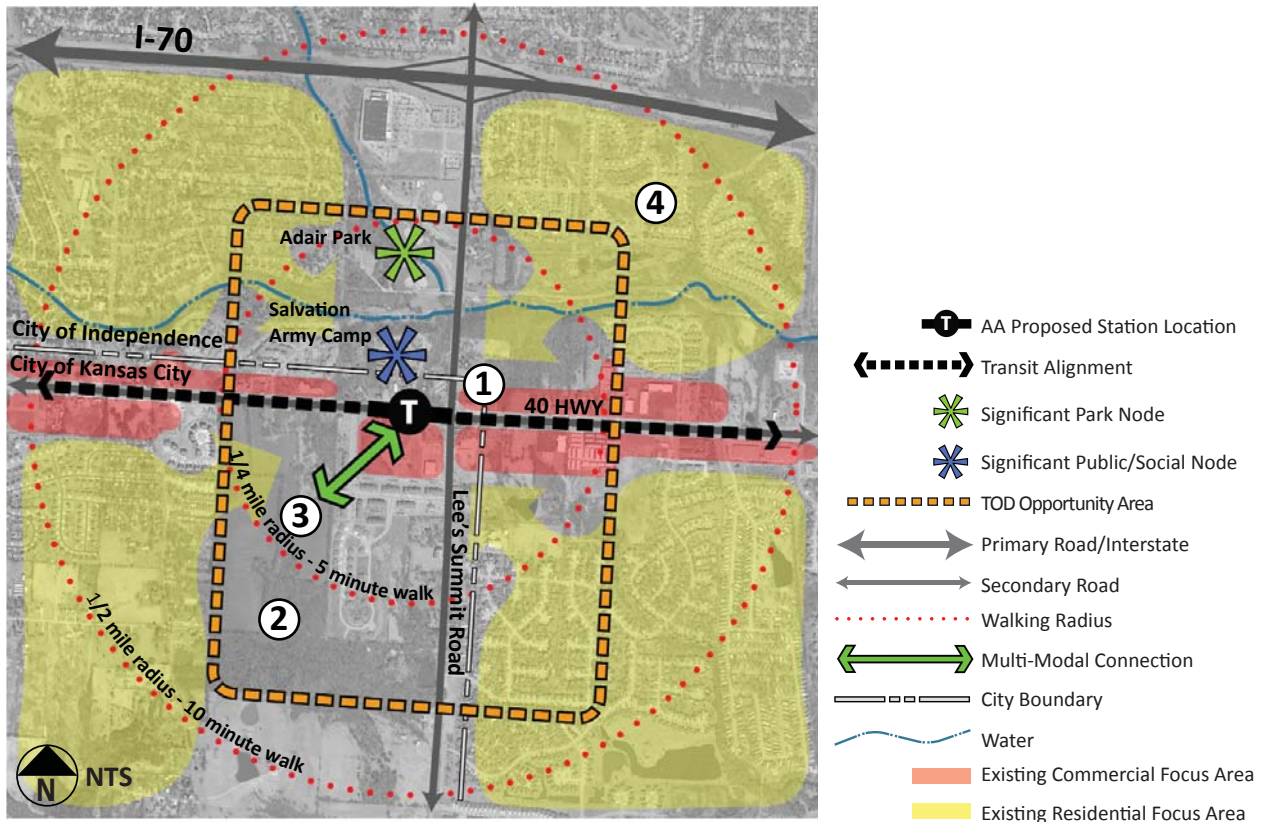 I-70
4
Adair Park
Salvation
Army Camp
City of Independence
City of Kansas City
1
T
40 HWY
3
1/4 mile radius - 5 minute walk
Lee's Summit Road
2
1/2 mile radius - 10 minute walk
N
NTS
T
AA Proposed Station Location
Transit Alignment
Significant Park Node
Significant Public/Social Node
TOD Opportunity Area
Primary Road/Interstate
Secondary Road
Walking Radius
Multi-Modal Connection
City Boundary
Water
Existing Commercial Focus Area
Existing Residential Focus Area